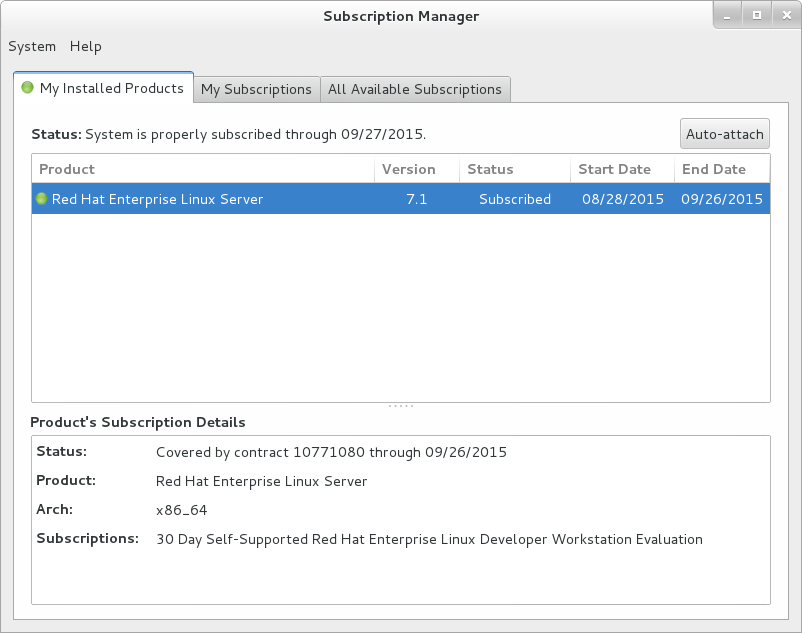 Subscription Manager
System Help
My Installed Products My Subscriptions All Available Subscriptions
Status: System is properly subscribed through 09/27/2015. Auto-attach
Product Version Status Start Date End Date
Red Hat Enterprise Linux Server 7.1 Subscribed 08/28/2015 09/26/2015
Product's Subscription Details
Status: Covered by contract 10771080 through 09/26/2015
Product: Red Hat Enterprise Linux Server
Arch: x86_64
Subscriptions: 30 Day Self-Supported Red Hat Enterprise Linux Developer Workstation Evaluation